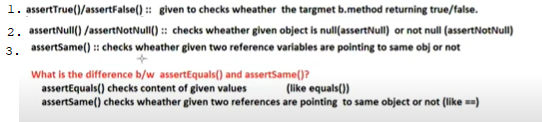 1. assertTrue()/assertFalse() :: given to checks wheather the targmet b.method returning true/false.
2. assertNull() /assertNotNull() :: checks wheather given object is null(assertNull) or not null (assertNotNull)
3. assertSame() :: checks wheather given two reference variables are pointing to same obj or not
What is the difference b/w assertEquals() and assertSame()?
assertEquals() checks content of given values (like equals())
assertSame() checks wheather given two references are pointing to same object or not (like ==)